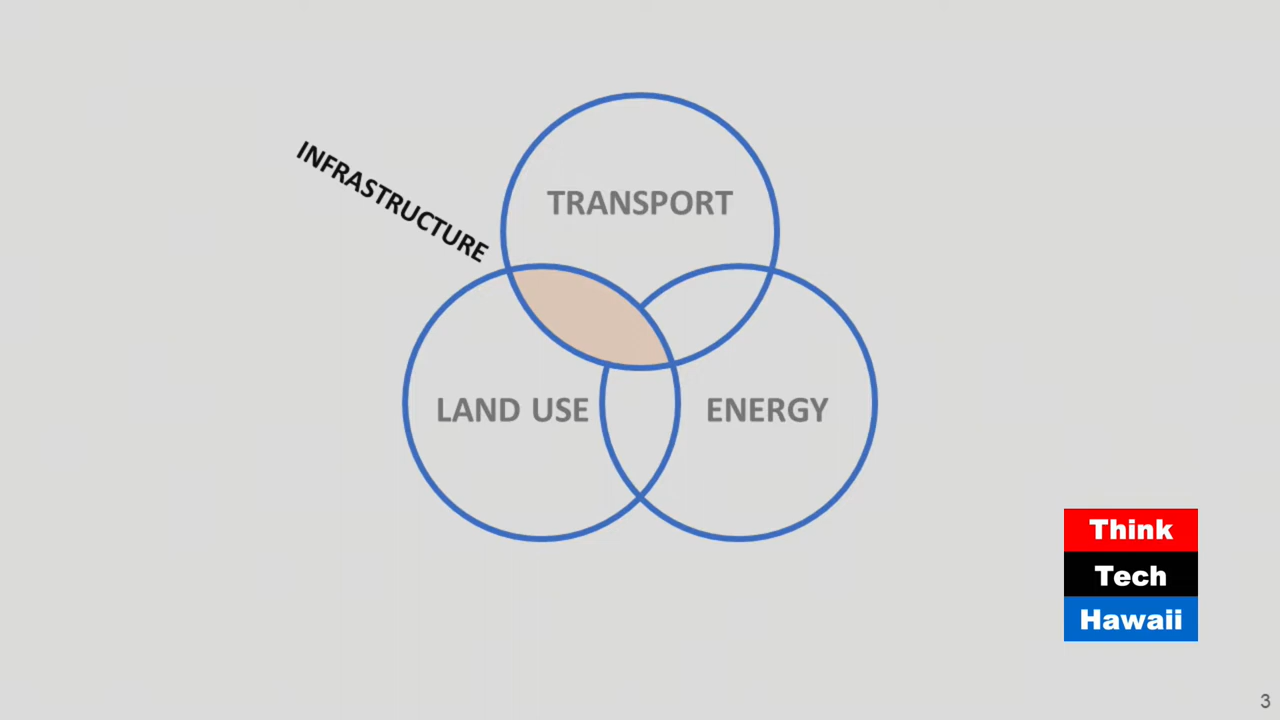 INFRASTRUCTURE
TRANSPORT
LAND USE
ENERGY
Think
Tech
Hawaii
3